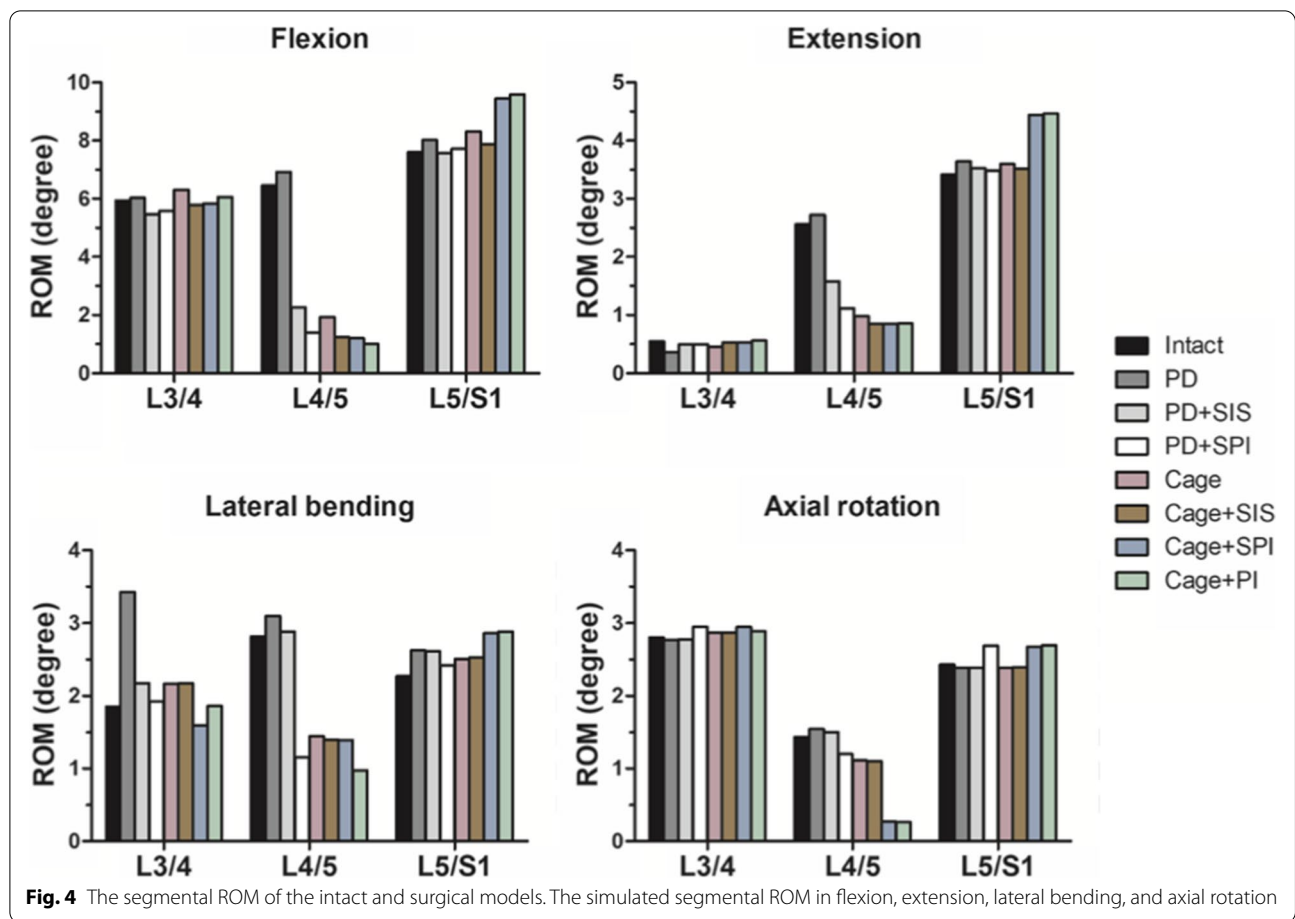 Flexion
10
8
6
4
2
0
ROM (degree)
L3/4 L4/5 L5/S1
Extension
5
4
3
2
1
0
ROM (degree)
L3/4 L4/5 L5/S1
Intact
PD
PD+SIS
PD+SPI
Cage
Cage+SIS
Cage+SPI
Cage+PI
Lateral bending
4
3
2
1
0
ROM (degree)
L3/4 L4/5 L5/S1
Axial rotation
4
3
2
1
0
ROM (degree)
L3/4 L4/5 L5/S1
Fig. 4 The segmental ROM of the intact and surgical models. The simulated segmental ROM in flexion, extension, lateral bending, and axial rotation